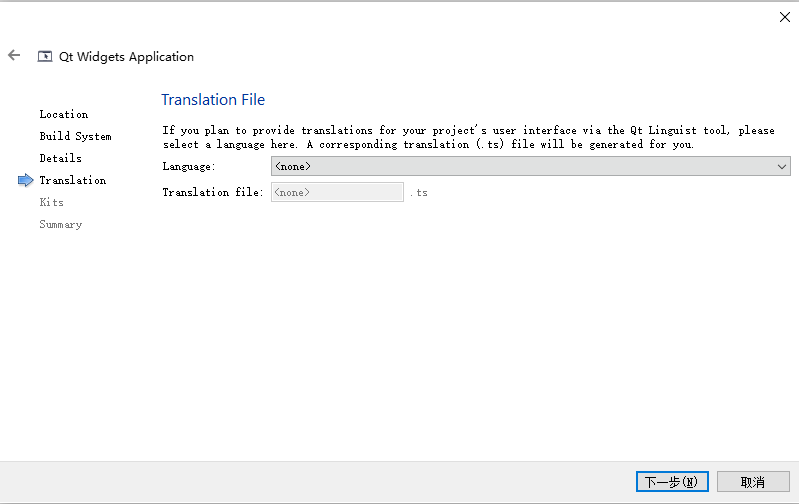 Qt Widgets Application
Translation File
Location
Build System
Details
Translation
Kits
Summary
If you plan to provide translations for your project's user interface via the Qt Linguist tool, please
select a language here. A corresponding translation (.ts) file will be generated for you.
Language: <none>
Translation file: <none> .ts
下一步(N) 取消